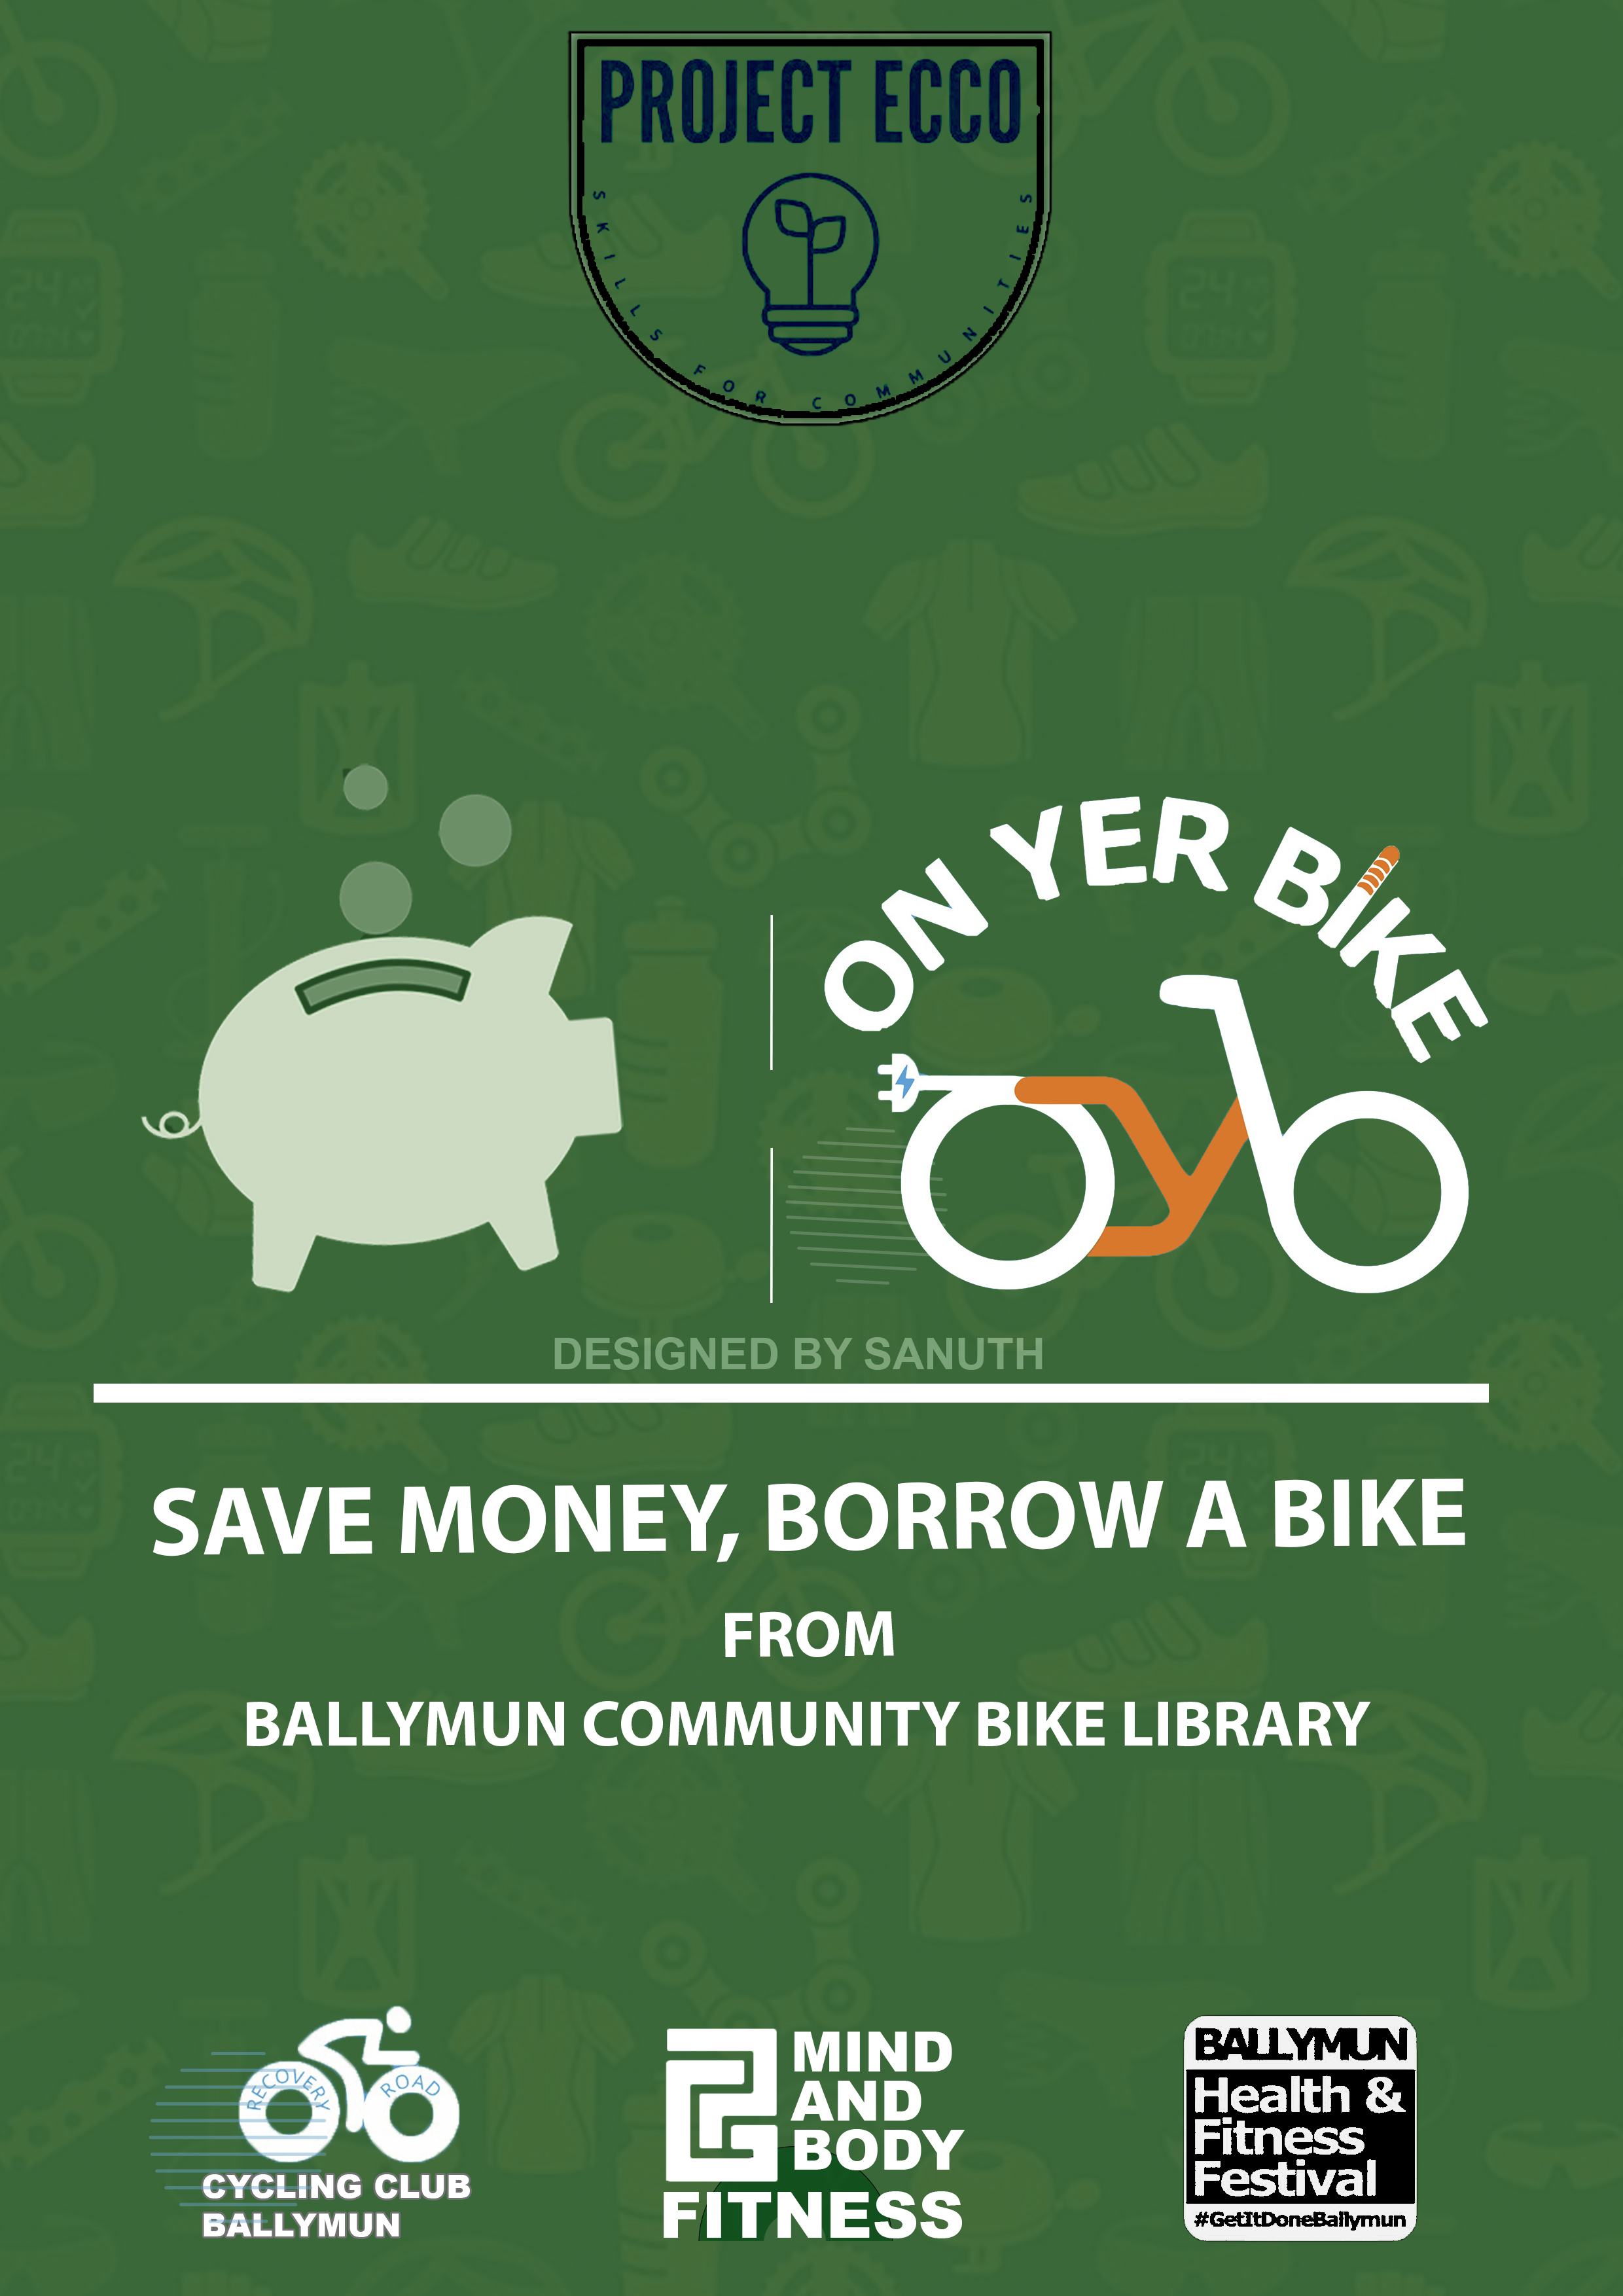 PROJECT ECCO
SKILLS FOR COMMUNITIES
ON YER BIKE
DESIGNED BY SANUTH
SAVE MONEY, BORROW A BIKE
FROM
BALLYMUN COMMUNITY BIKE LIBRARY
RECOVERY ROAD
CYCLING CLUB
BALLYMUN
MIND
AND
BODY
FITNESS
BALLYMUN
Health &
Fitness
Festival
#GetItDoneBallymun